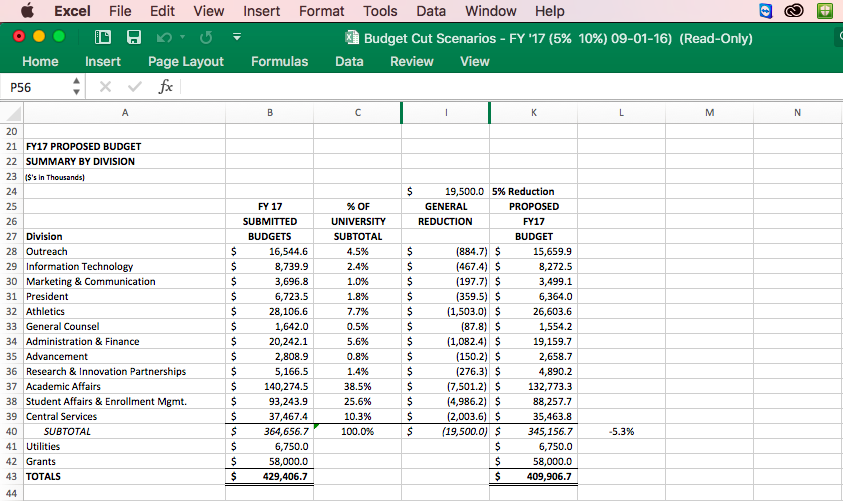 Excel File Edit View Insert Format Tools Data Window Help
Budget Cut Scenarios - FY '17 (5% 10%) 09-01-16) (Read-Only)
Home Insert Page Layout Formulas Data Review View
P56 fx
A B C I K L M N
20
21 FY17 PROPOSED BUDGET
22 SUMMARY BY DIVISION
23 ($'s in Thousands)
24 $ 19,500.0 5% Reduction
25 FY 17 % OF GENERAL PROPOSED
26 SUBMITTED UNIVERSITY REDUCTION FY17
27 Division BUDGETS SUBTOTAL BUDGET
28 Outreach $ 16,544.6 4.5% $ (884.7) $ 15,659.9
29 Information Technology $ 8,739.9 2.4% $ (467.4) $ 8,272.5
30 Marketing & Communication $ 3,696.8 1.0% $ (197.7) $ 3,499.1
31 President $ 6,723.5 1.8% $ (359.5) $ 6,364.0
32 Athletics $ 28,106.6 7.7% $ (1,503.0) $ 26,603.6
33 General Counsel $ 1,642.0 0.5% $ (87.8) $ 1,554.2
34 Administration & Finance $ 20,242.1 5.6% $ (1,082.4) $ 19,159.7
35 Advancement $ 2,808.9 0.8% $ (150.2) $ 2,658.7
36 Research & Innovation Partnerships $ 5,166.5 1.4% $ (276.3) $ 4,890.2
37 Academic Affairs $ 140,274.5 38.5% $ (7,501.2) $ 132,773.3
38 Student Affairs & Enrollment Mgmt. $ 93,243.9 25.6% $ (4,986.2) $ 88,257.7
39 Central Services $ 37,467.4 10.3% $ (2,003.6) $ 35,463.8
40 SUBTOTAL $ 364,656.7 100.0% $ (19,500.0) $ 345,156.7 -5.3%
41 Utilities $ 6,750.0 $ 6,750.0
42 Grants $ 58,000.0 $ 58,000.0
43 TOTALS $ 429,406.7 $ 409,906.7
44